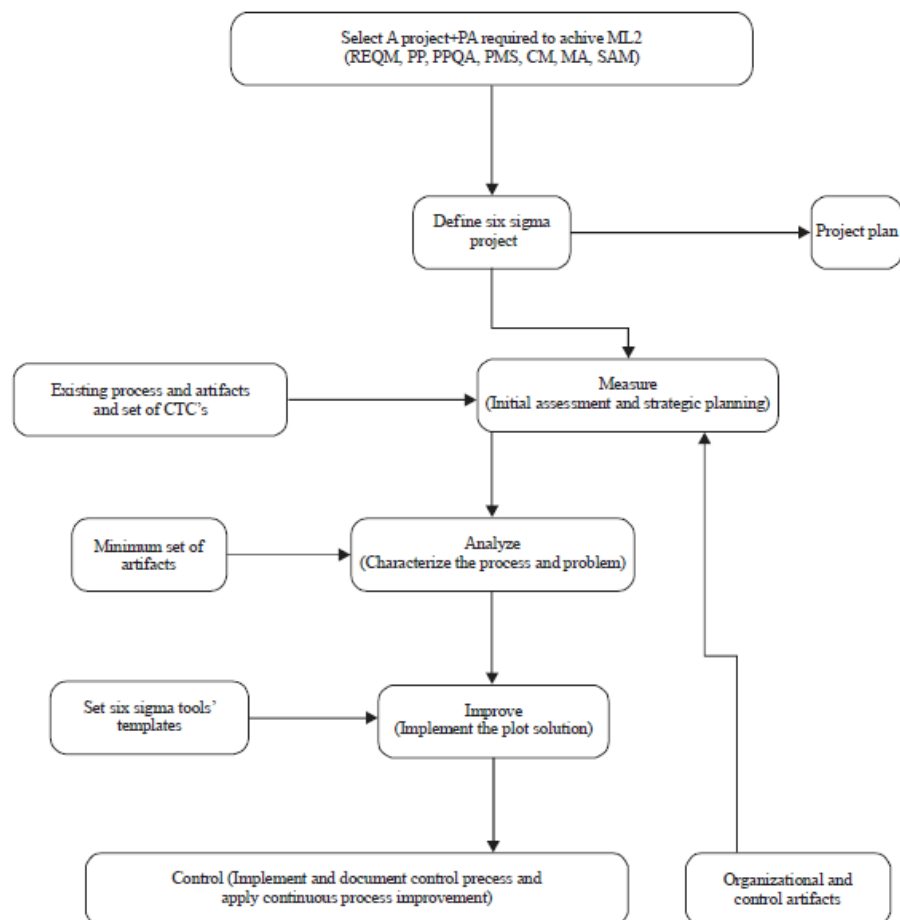 Select A project+PA required to achive ML2
(REQM, PP, PPQA, PMS, CM, MA, SAM)
Define six sigma
project
Project plan
Existing process and artifacts
and set of CTC's
Measure
(Initial assessment and strategic planning)
Minimum set of
artifacts
Analyze
(Characterize the process and problem)
Set six sigma tools'
templates
Improve
(Implement the plot solution)
Control (Implement and document control precess and
apply continuous process improvement)
Organizational and
control artifacts